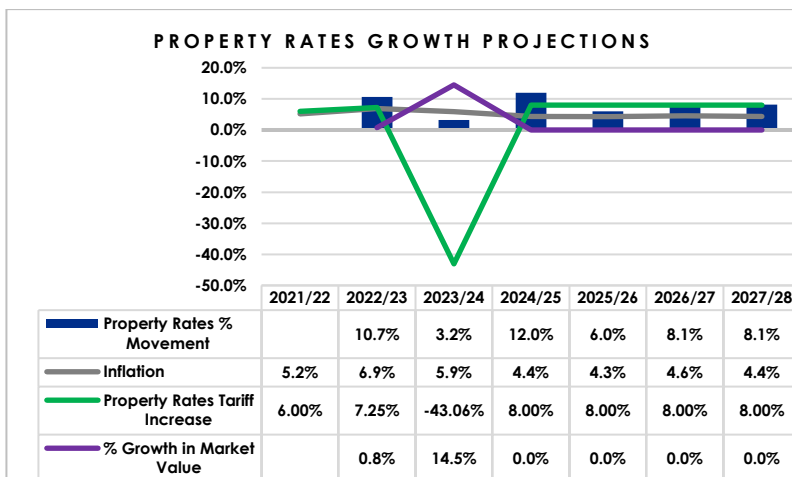 PROPERTY RATES GROWTH PROJECTIONS
20.0%
10.0%
0.0%
-10.0%
-20.0%
-30.0%
-40.0%
-50.0%
2021/22 2022/23 2023/24 2024/25 2025/26 2026/27 2027/28
Property Rates %
Movement
10.7% 3.2% 12.0% 6.0% 8.1% 8.1%
Inflation 5.2% 6.9% 5.9% 4.4% 4.3% 4.6% 4.4%
Property Rates Tariff
Increase
6.00% 7.25% -43.06% 8.00% 8.00% 8.00% 8.00%
% Growth in Market
Value
0.8% 14.5% 0.0% 0.0% 0.0% 0.0%